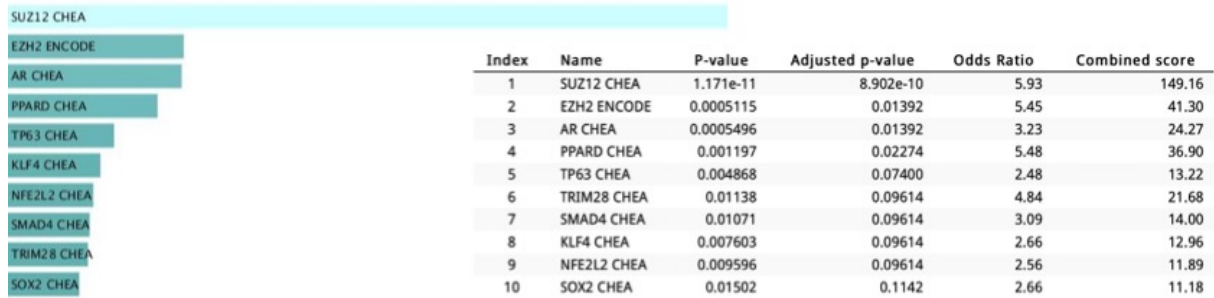 SUZ12 CHEA
EZH2 ENCODE
AR CHEA
PPARD CHEA
TP63 CHEA
KLF4 CHEA
NFE2L2 CHEA
SMAD4 CHEA
TRIM28 CHEA
SOX2 CHEA
Index Name P-value Adjusted p-value Odds Ratio Combined score
1 SUZ12 CHEA 1.171e-11 8.902e-10 5.93 149.16
2 EZH2 ENCODE 0.0005115 0.01392 5.45 41.30
3 AR CHEA 0.0005496 0.01392 3.23 24.27
4 PPARD CHEA 0.001197 0.02274 5.48 36.90
5 TP63 CHEA 0.004868 0.07400 2.48 13.22
6 TRIM28 CHEA 0.01138 0.09614 4.84 21.68
7 SMAD4 CHEA 0.01071 0.09614 3.09 14.00
8 KLF4 CHEA 0.007603 0.09614 2.66 12.96
9 NFE2L2 CHEA 0.009596 0.09614 2.56 11.89
10 SOX2 CHEA 0.01502 0.1142 2.66 11.18